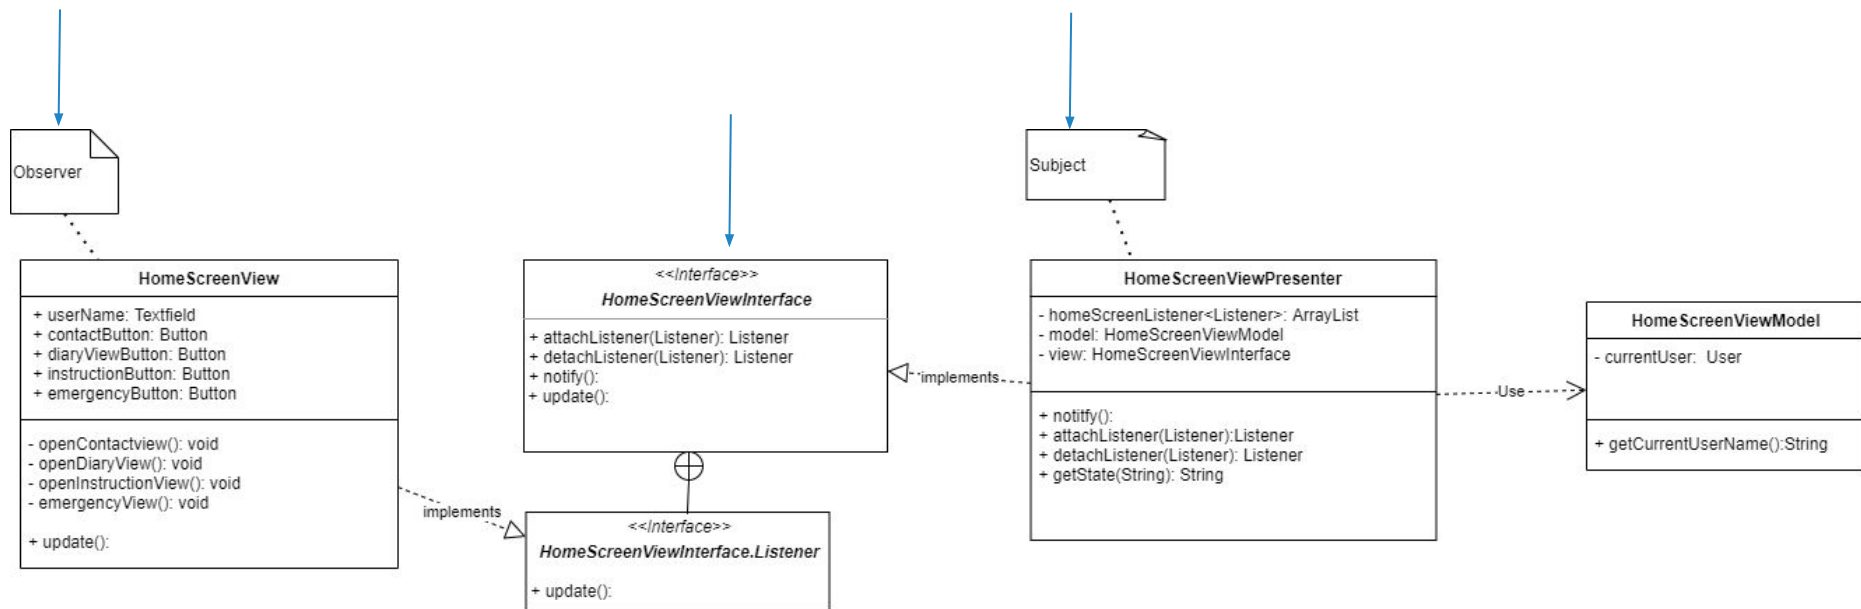 Observer
Subject
HomeScreenView
+ userName: Textfield
+ contactButton: Button
+ diaryViewButton: Button
+ instructionButton: Button
+ emergencyButton: Button
- openContactview(): void
- openDiaryView(): void
- openInstructionView(): void
- emergencyView(): void
+ update():
implements
<<Interface>>
HomeScreenViewInterface
+ attachListener(Listener): Listener
+ detachListener(Listener): Listener
+ notify():
+ update():
<<Interface>>
HomeScreenViewInterface.Listener
+ update():
implements
HomeScreenViewPresenter
- homeScreenListener<Listener>: ArrayList
- model: HomeScreenViewModel
- view: HomeScreenViewInterface
+ notitfy():
+ attachListener(Listener):Listener
+ detachListener(Listener): Listener
+ getState(String): String
Use
HomeScreenViewModel
- currentUser: User
+ getCurrentUserName():String